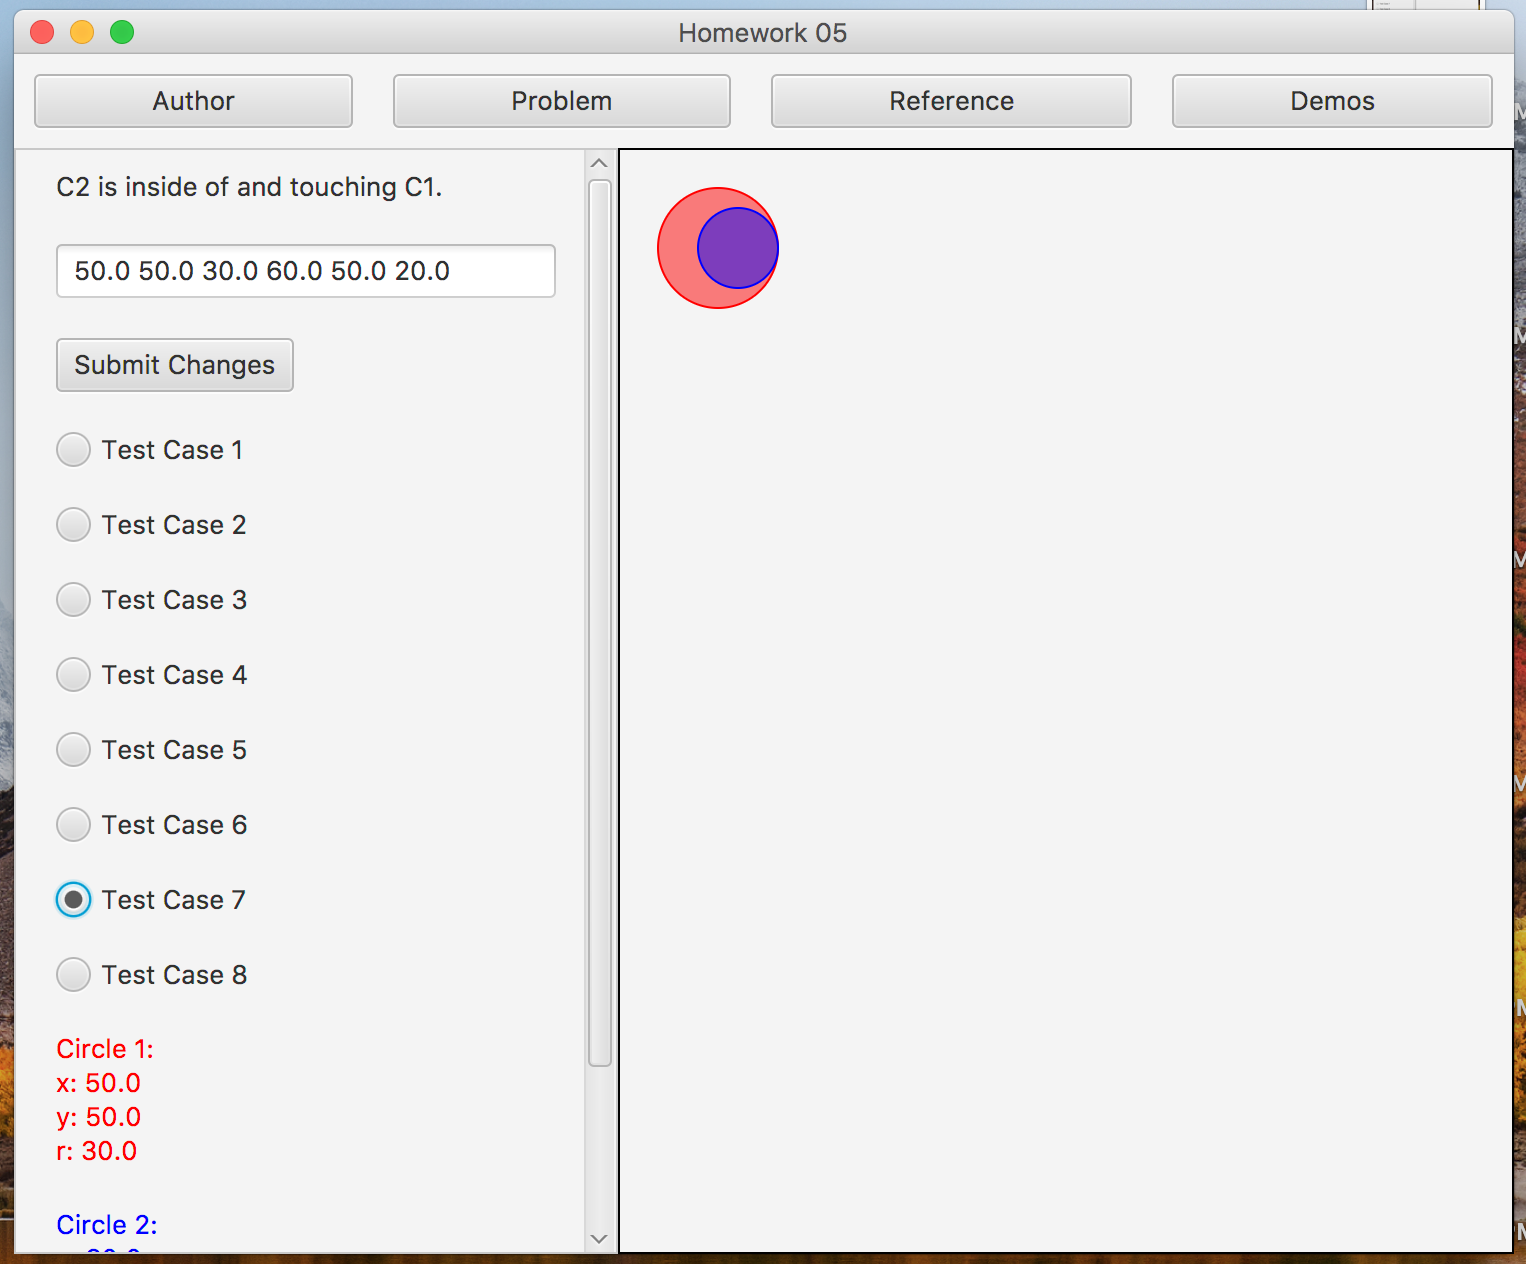 Homework 05
Author
Problem
Reference
Demos
C2 is inside of and touching C1.
50.0 50.0 30.0 60.0 50.0 20.0
Submit Changes
Test Case 1
Test Case 2
Test Case 3
Test Case 4
Test Case 5
Test Case 6
Test Case 7
Test Case 8
Circle 1:
x: 50.0
y: 50.0
r: 30.0
Circle 2: